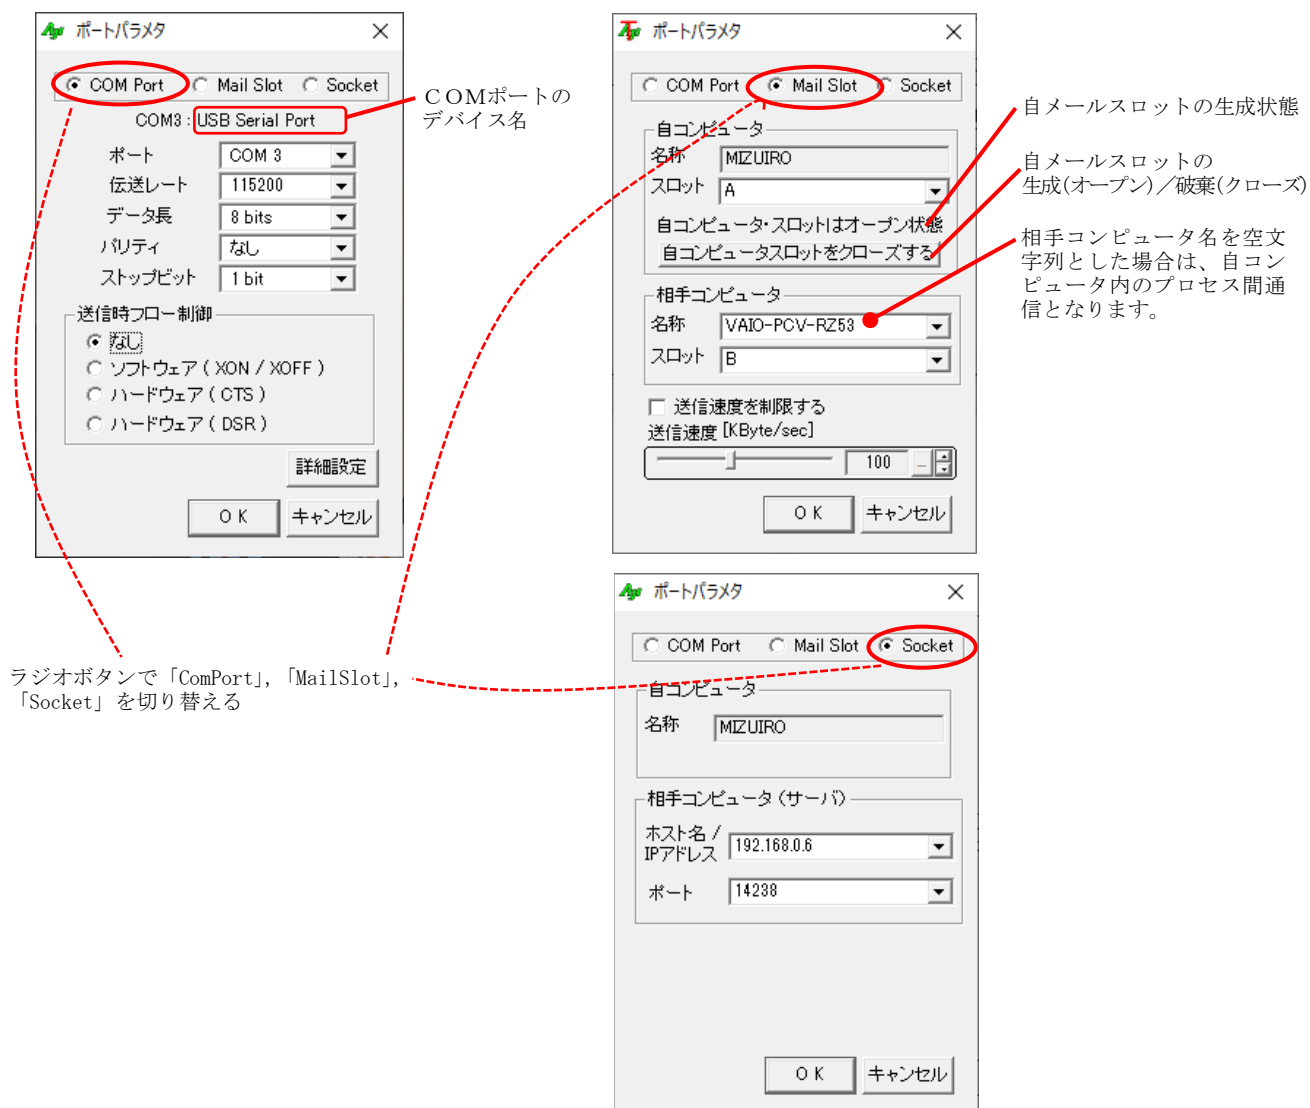 ポートパラメタ
COM Port Mail Slot Socket
COM3 : USB Serial Port
ポート COM 3
伝送レート 115200
データ長 8 bits
パリティ なし
ストップビット 1 bit
送信時フロー制御
なし
ソフトウェア ( XON / XOFF )
ハードウェア ( CTS )
ハードウェア ( DSR )
詳細設定
O K キャンセル
COMポートの
デバイス名
ポートパラメタ
COM Port Mail Slot Socket
自コンピュータ
名称 MIZUIRO
スロット A
自コンピュータ・スロットはオープン状態
自コンピュータスロットをクローズする
相手コンピュータ
名称 VAIO-PCV-RZ53
スロット B
送信速度を制限する
送信速度 [KByte/sec]
100
O K キャンセル
自メールスロットの生成状態
自メールスロットの
生成(オープン)／破棄(クローズ)
相手コンピュータ名を空文
字列とした場合は、自コン
ピュータ内のプロセス間通
信となります。
ラジオボタンで「ComPort」,「MailSlot」,
「Socket」を切り替える
ポートパラメタ
COM Port Mail Slot Socket
自コンピュータ
名称 MIZUIRO
相手コンピュータ (サーバ)
ホスト名 /
IPアドレス 192.168.0.6
ポート 14238
O K キャンセル